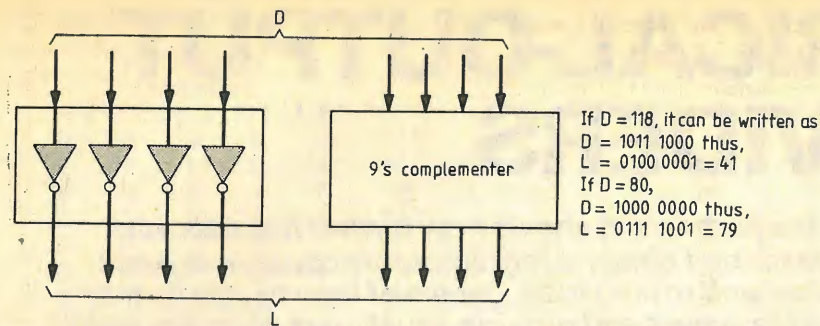 D
9's complementer
If D = 118, it can be written as
D = 1011 1000 thus,
L = 0100 0001 = 41
If D = 80,
D = 1000 0000 thus,
L = 0111 1001 = 79
L